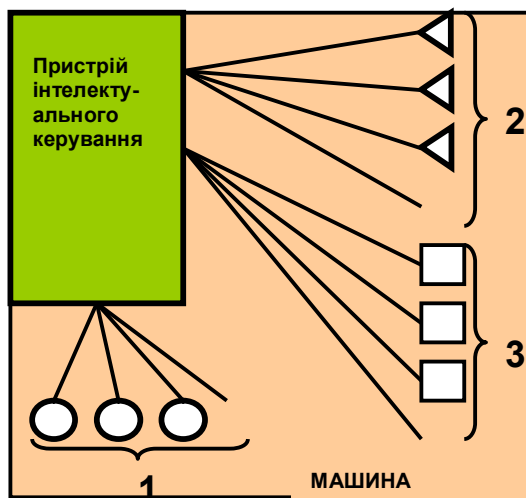 Пристрій
інтелекту-
ального
керування
2
3
1
МАШИНА